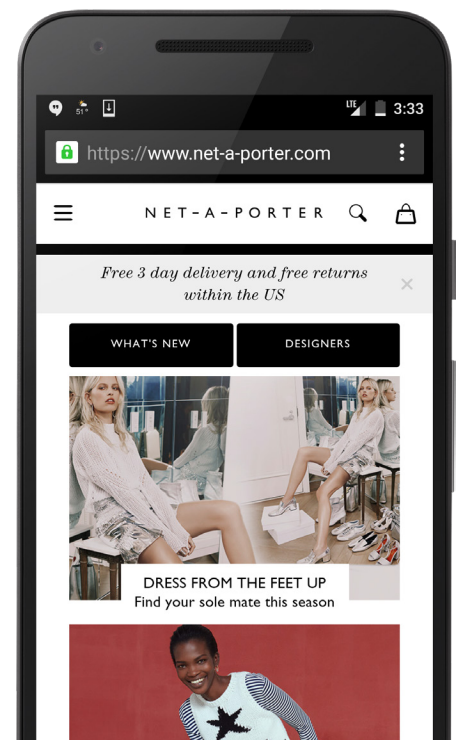 51°
LTE
3:33
https://www.net-a-porter.com
NET-A-PORTER
Free 3 day delivery and free returns
within the US
WHAT'S NEW
DESIGNERS
DRESS FROM THE FEET UP
Find your sole mate this season